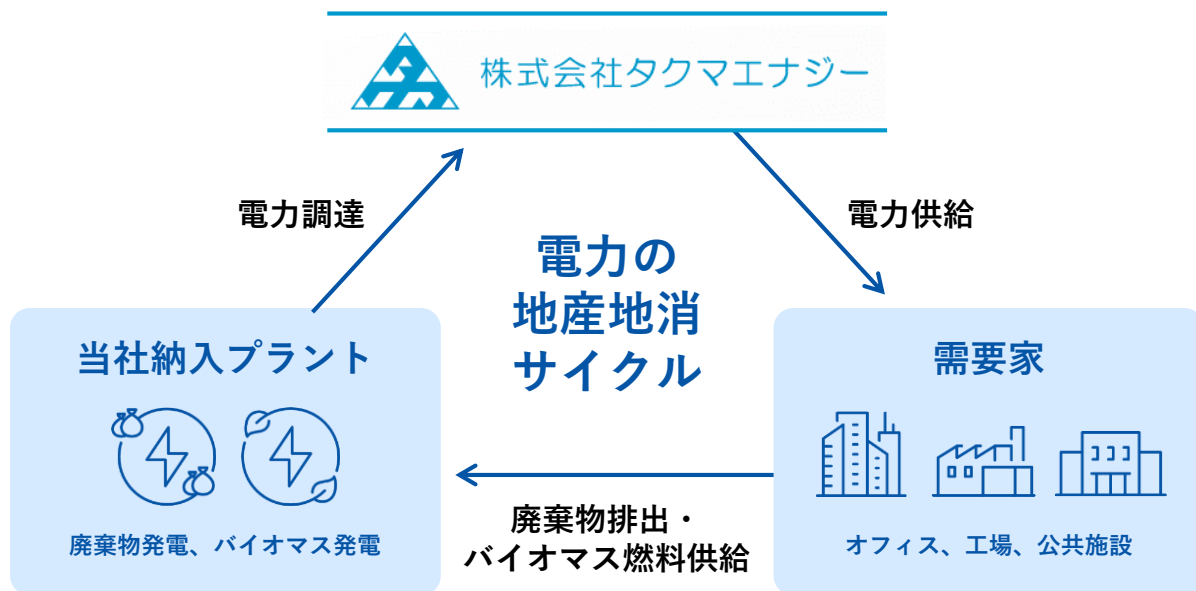 株式会社タクマエナジー
電力調達
電力供給
電力の
地産地消
サイクル
当社納入プラント
廃棄物発電、バイオマス発電
需要家
オフィス、工場、公共施設
廃棄物排出・
バイオマス燃料供給